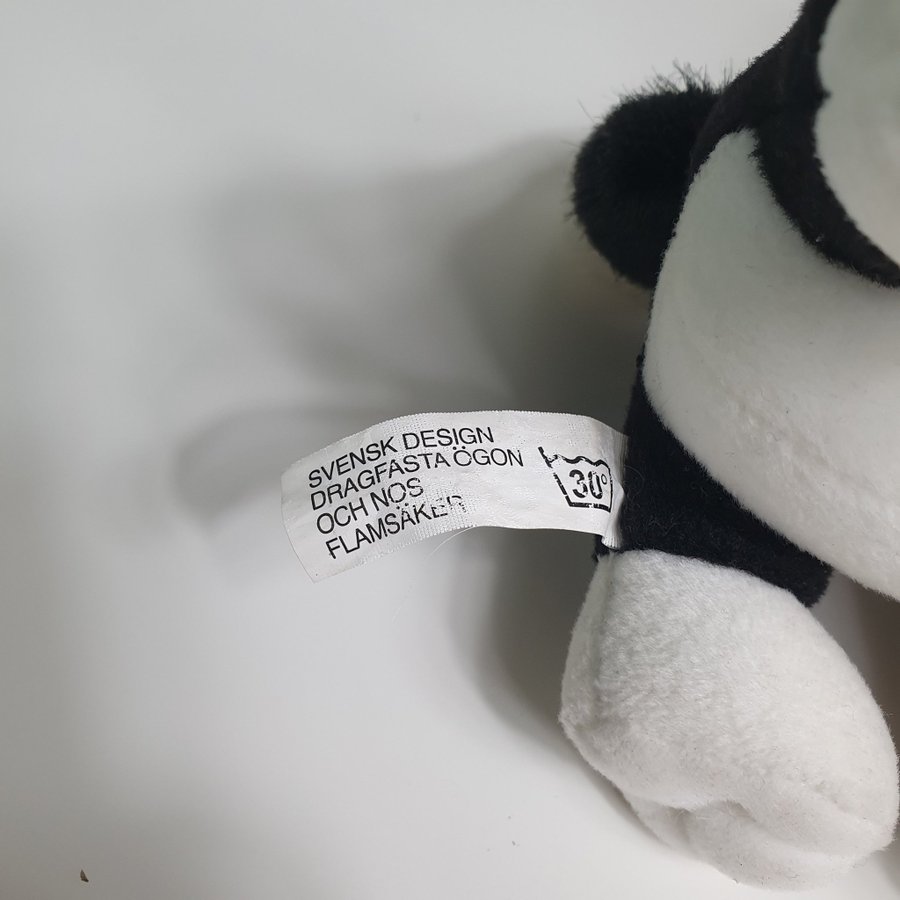 SVENSK DESIGN
DRAGFASTA ÖGON
OCH NOS
FLAMSÄKER
30°